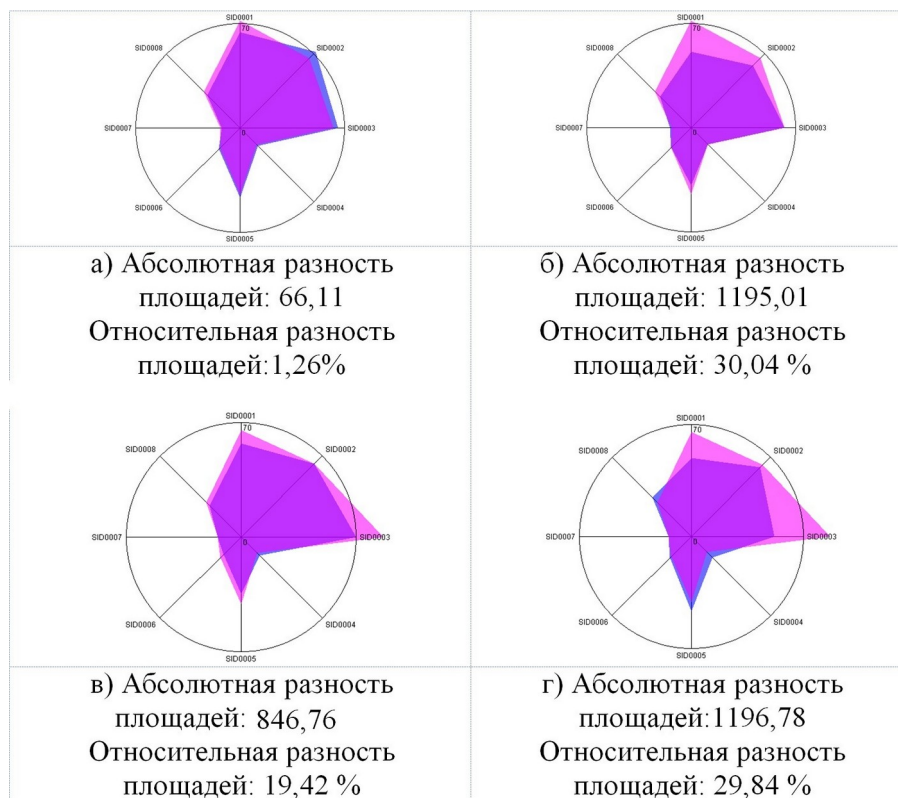 SID0001
70
SID0008
SID0002
0
SID0007
SID0003
SID0006
SID0004
SID0005
SID0001
70
SID0008
SID0002
0
SID0007
SID0003
SID0006
SID0004
SID0005
а) Абсолютная разность
площадей: 66,11
Относительная разность
площадей:1,26%
б) Абсолютная разность
площадей: 1195,01
Относительная разность
площадей: 30,04 %
SID0001
70
SID0008
SID0002
0
SID0007
SID0003
SID0006
SID0004
SID0005
SID0001
70
SID0008
SID0002
0
SID0007
SID0003
SID0006
SID0004
SID0005
в) Абсолютная разность
площадей: 846,76
Относительная разность
площадей: 19,42 %
г) Абсолютная разность
площадей:1196,78
Относительная разность
площадей: 29,84 %